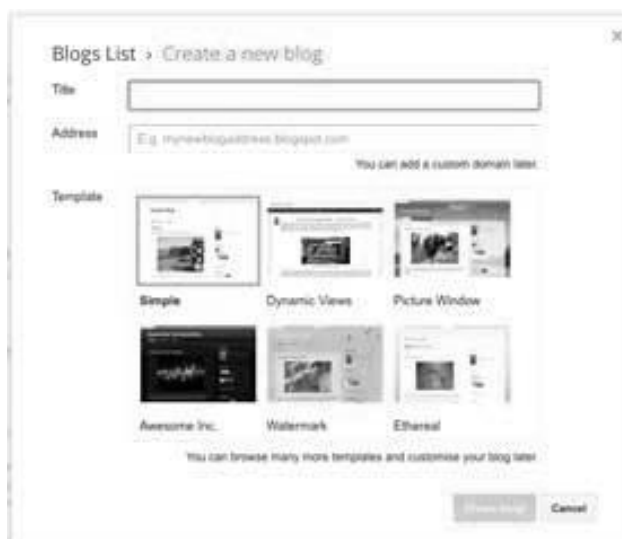 Blogs List › Create a new blog
Title
Address
E.g. mynewblogaddress.blogspot.com
You can add a custom domain later.
Template
Simple Dynamic Views Picture Window
Awesome Inc. Watermark Ethereal
You can browse many more templates and customise your blog later.
Cancel